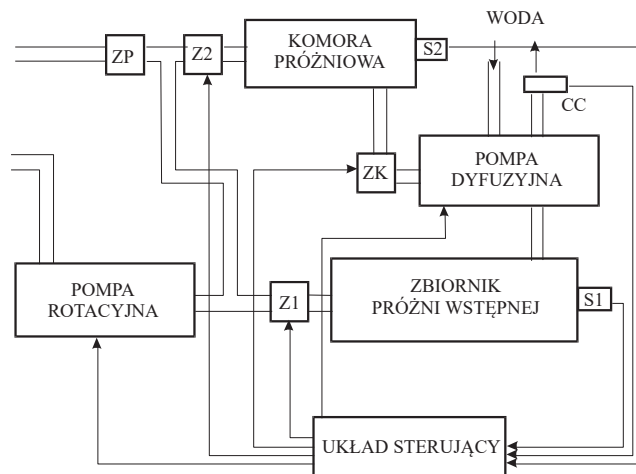 WODA
ZP
Z2
KOMORA
PRÓŻNIOWA
S2
CC
ZK
POMPA
DYFUZYJNA
POMPA
ROTACYJNA
Z1
ZBIORNIK
PRÓŻNI WSTĘPNEJ
S1
UKŁAD STERUJĄCY